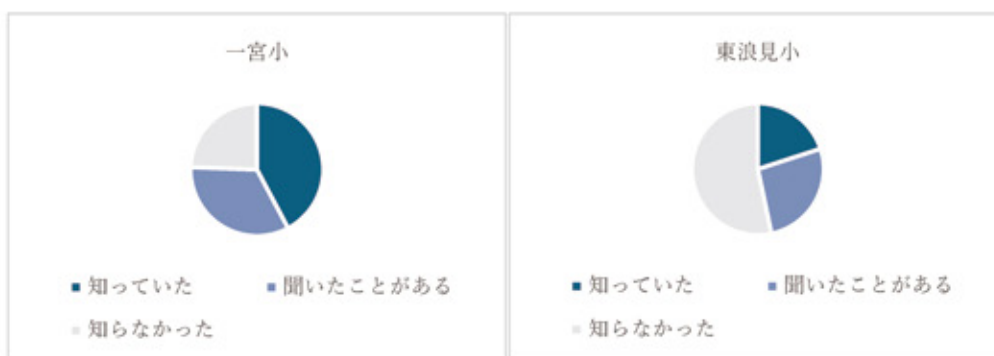 一宮小
知っていた 聞いたことがある
知らなかった
東浪見小
知っていた 聞いたことがある
知らなかった